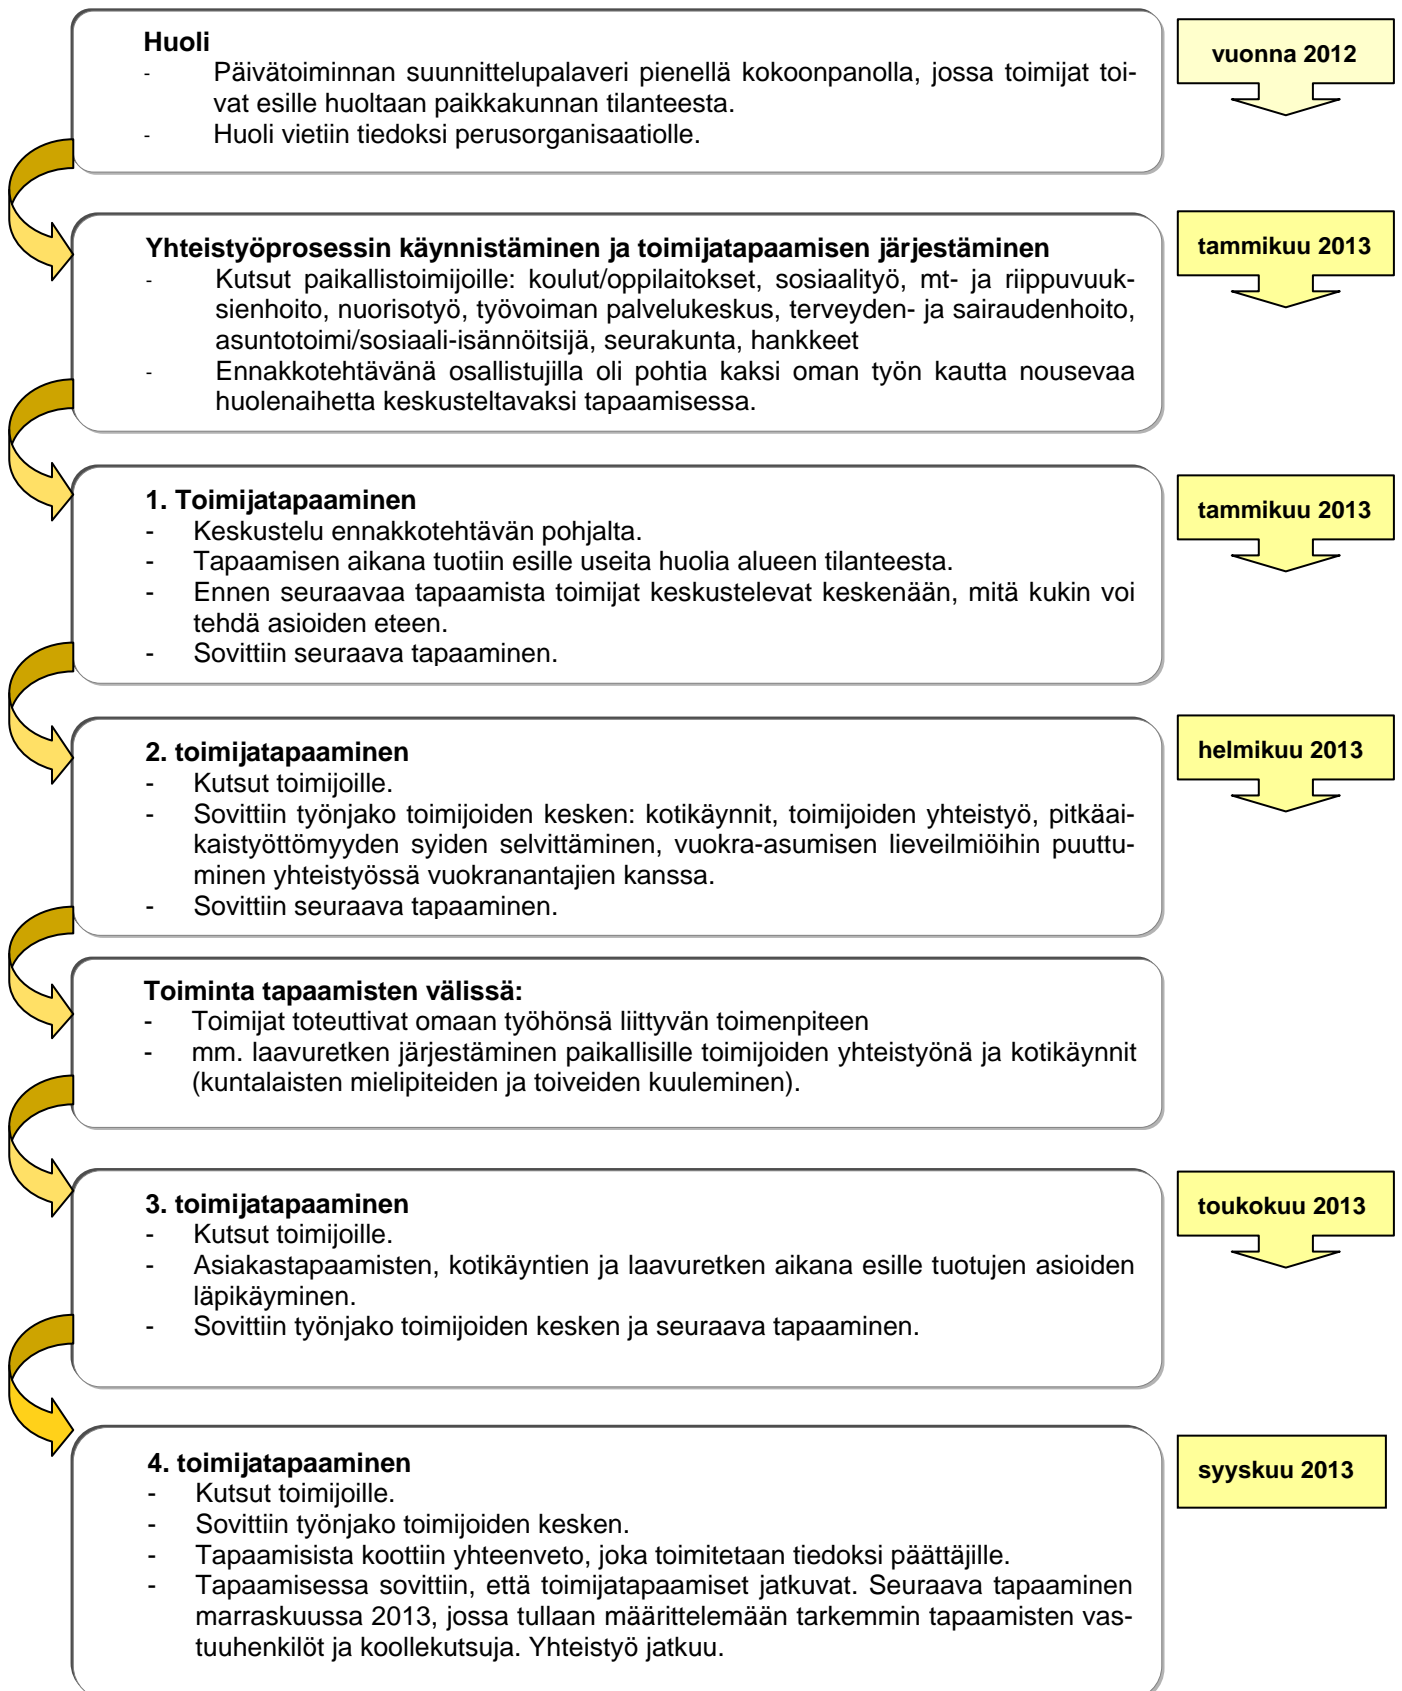 Huoli
- Päivätoiminnan suunnittelupalaveri pienellä kokoonpanolla, jossa toimijat toi-
vat esille huoltaan paikkakunnan tilanteesta.
- Huoli vietiin tiedoksi perusorganisaatiolle.
vuonna 2012
Yhteistyöprosessin käynnistäminen ja toimijatapaamisen järjestäminen
- Kutsut paikallistoimijoille: koulut/oppilaitokset, sosiaalityö, mt- ja riippuvuuk-
sienhoito, nuorisotyö, työvoiman palvelukeskus, terveyden- ja sairaudenhoito,
asuntotoimi/sosiaali-isännöitsijä, seurakunta, hankkeet
- Ennakkotehtävänä osallistujilla oli pohtia kaksi oman työn kautta nousevaa
huolenaihetta keskusteltavaksi tapaamisessa.
tammikuu 2013
1. Toimijatapaaminen
- Keskustelu ennakkotehtävän pohjalta.
- Tapaamisen aikana tuotiin esille useita huolia alueen tilanteesta.
- Ennen seuraavaa tapaamista toimijat keskustelevat keskenään, mitä kukin voi
tehdä asioiden eteen.
- Sovittiin seuraava tapaaminen.
tammikuu 2013
2. toimijatapaaminen
- Kutsut toimijoille.
- Sovittiin työnjako toimijoiden kesken: kotikäynnit, toimijoiden yhteistyö, pitkäai-
kaistyöttömyyden syiden selvittäminen, vuokra-asumisen lieveilmiöihin puuttu-
minen yhteistyössä vuokranantajien kanssa.
- Sovittiin seuraava tapaaminen.
helmikuu 2013
Toiminta tapaamisten välissä:
- Toimijat toteuttivat omaan työhönsä liittyvän toimenpiteen
- mm. laavuretken järjestäminen paikallisille toimijoiden yhteistyönä ja kotikäynnit
(kuntalaisten mielipiteiden ja toiveiden kuuleminen).
3. toimijatapaaminen
- Kutsut toimijoille.
- Asiakastapaamisten, kotikäyntien ja laavuretken aikana esille tuotujen asioiden
läpikäyminen.
- Sovittiin työnjako toimijoiden kesken ja seuraava tapaaminen.
toukokuu 2013
4. toimijatapaaminen
- Kutsut toimijoille.
- Sovittiin työnjako toimijoiden kesken.
- Tapaamisista koottiin yhteenveto, joka toimitetaan tiedoksi päättäjille.
- Tapaamisessa sovittiin, että toimijatapaamiset jatkuvat. Seuraava tapaaminen
marraskuussa 2013, jossa tullaan määrittelemään tarkemmin tapaamisten vas-
tuuhenkilöt ja koollekutsuja. Yhteistyö jatkuu.
syyskuu 2013